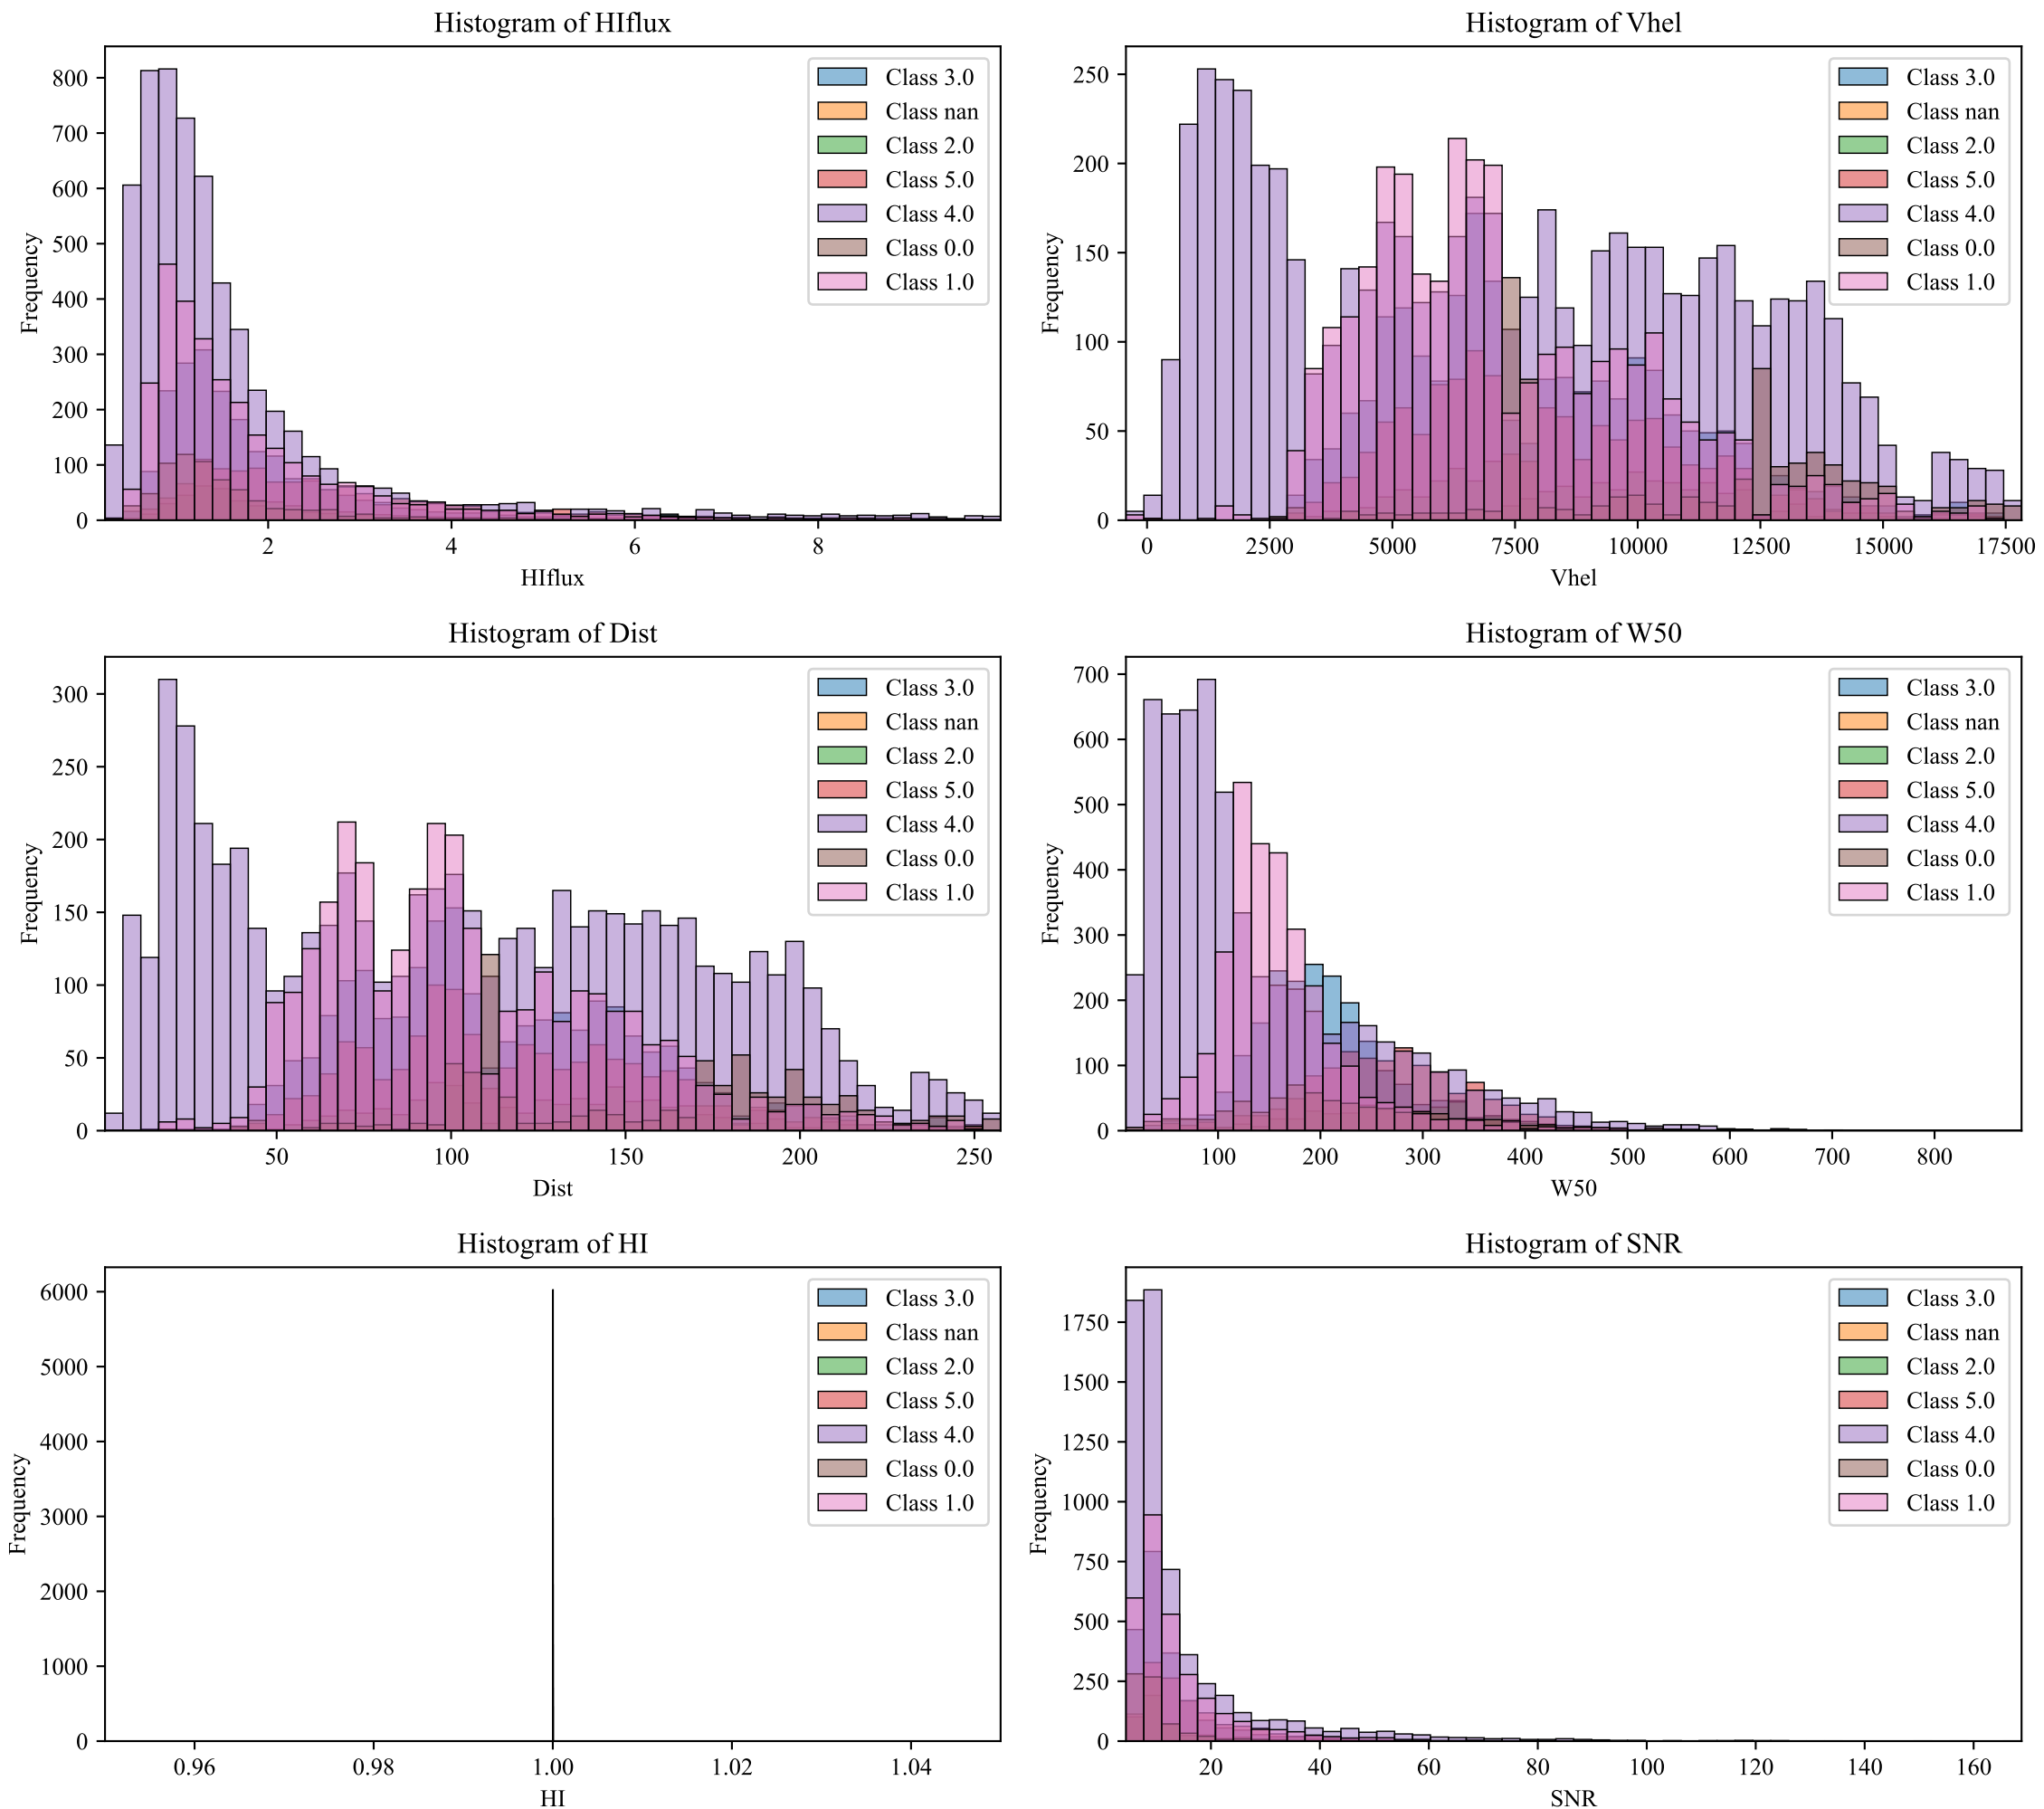 Histogram of HIflux
800
700
600
500
400
300
200
100
0
Frequency
2
4
6
8
HIflux
Class 3.0
Class nan
Class 2.0
Class 5.0
Class 4.0
Class 0.0
Class 1.0
Histogram of Vhel
250
200
150
100
50
0
Frequency
0
2500
5000
7500
10000
12500
15000
17500
Vhel
Class 3.0
Class nan
Class 2.0
Class 5.0
Class 4.0
Class 0.0
Class 1.0
Histogram of Dist
300
250
200
150
100
50
0
Frequency
50
100
150
200
250
Dist
Class 3.0
Class nan
Class 2.0
Class 5.0
Class 4.0
Class 0.0
Class 1.0
Histogram of W50
700
600
500
400
300
200
100
0
Frequency
100
200
300
400
500
600
700
800
W50
Class 3.0
Class nan
Class 2.0
Class 5.0
Class 4.0
Class 0.0
Class 1.0
Histogram of HI
6000
5000
4000
3000
2000
1000
0
Frequency
0.96
0.98
1.00
1.02
1.04
HI
Class 3.0
Class nan
Class 2.0
Class 5.0
Class 4.0
Class 0.0
Class 1.0
Histogram of SNR
1750
1500
1250
1000
750
500
250
0
Frequency
20
40
60
80
100
120
140
160
SNR
Class 3.0
Class nan
Class 2.0
Class 5.0
Class 4.0
Class 0.0
Class 1.0